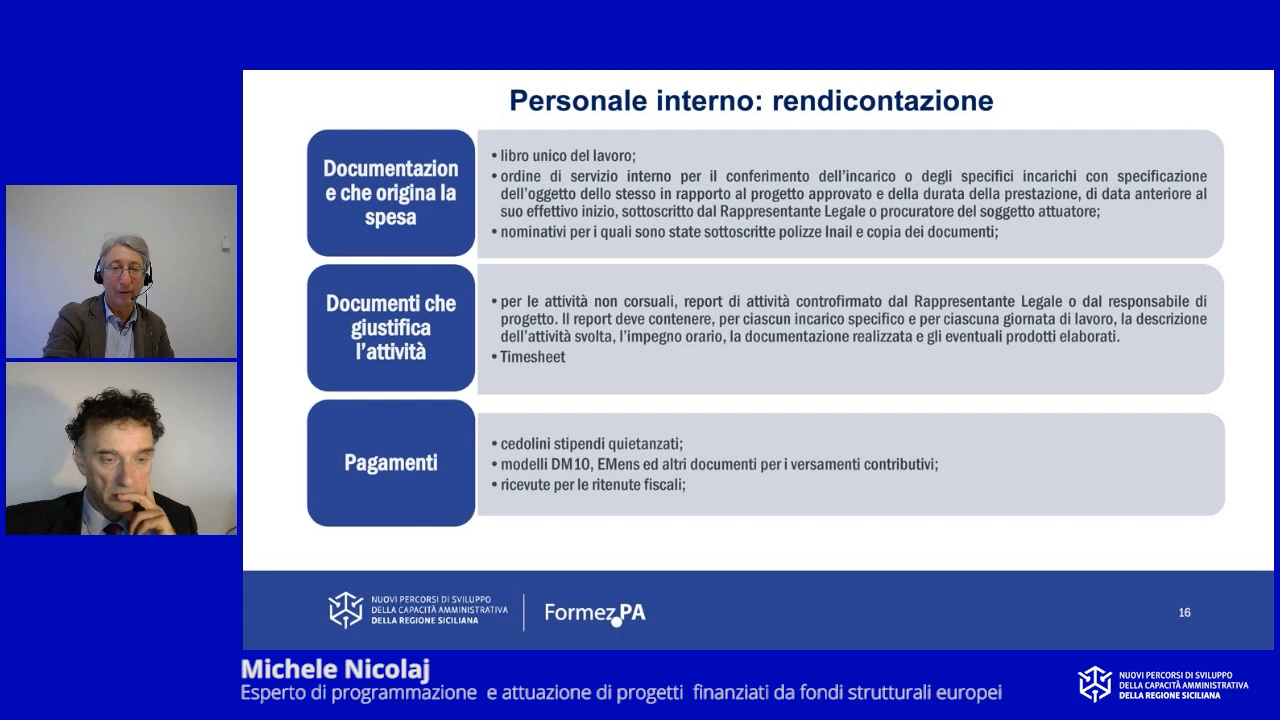 Personale interno: rendicontazione
Documentazion
e che origina la
spesa
• libro unico del lavoro;
• ordine di servizio interno per il conferimento dell'incarico o degli specifici incarichi con specificazione
dell'oggetto dello stesso in rapporto al progetto approvato e della durata della prestazione, di data anteriore al
suo effettivo inizio, sottoscritto dal Rappresentante Legale o procuratore del soggetto attuatore;
• nominativi per i quali sono state sottoscritte polizze Inail e copia dei documenti;
Documenti che
giustifica
l'attività
• per le attività non corsuali, report di attività controfirmato dal Rappresentante Legale o dal responsabile di
progetto. Il report deve contenere, per ciascun incarico specifico e per ciascuna giornata di lavoro, la descrizione
dell'attività svolta, l'impegno orario, la documentazione realizzata e gli eventuali prodotti elaborati.
• Timesheet
Pagamenti
• cedolini stipendi quietanzati;
• modelli DM10, EMens ed altri documenti per i versamenti contributivi;
• ricevute per le ritenute fiscali;
NUOVI PERCORSI DI SVILUPPO
DELLA CAPACITÀ AMMINISTRATIVA
DELLA REGIONE SICILIANA
Formez PA
16
Michele Nicolaj
Esperto di programmazione e attuazione di progetti finanziati da fondi strutturali europei
NUOVI PERCORSI DI SVILUPPO
DELLA CAPACITÀ AMMINISTRATIVA
DELLA REGIONE SICILIANA